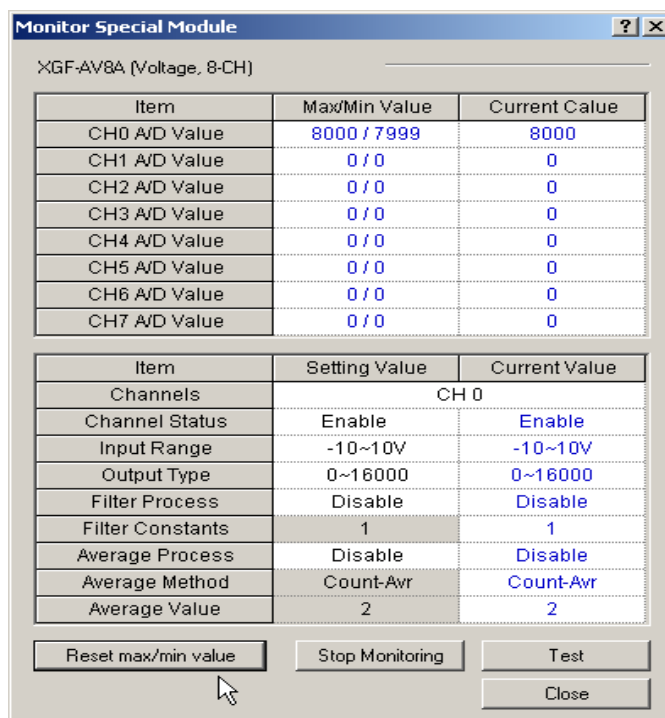 Monitor Special Module
XGF-AV8A (Voltage, 8-CH)
Item Max/Min Value Current Calue
CH0 A/D Value 8000 / 7999 8000
CH1 A/D Value 0 / 0 0
CH2 A/D Value 0 / 0 0
CH3 A/D Value 0 / 0 0
CH4 A/D Value 0 / 0 0
CH5 A/D Value 0 / 0 0
CH6 A/D Value 0 / 0 0
CH7 A/D Value 0 / 0 0
Item Setting Value Current Value
Channels CH 0
Channel Status Enable Enable
Input Range -10~10V -10~10V
Output Type 0~16000 0~16000
Filter Process Disable Disable
Filter Constants 1 1
Average Process Disable Disable
Average Method Count-Avr Count-Avr
Average Value 2 2
Reset max/min value Stop Monitoring Test
Close